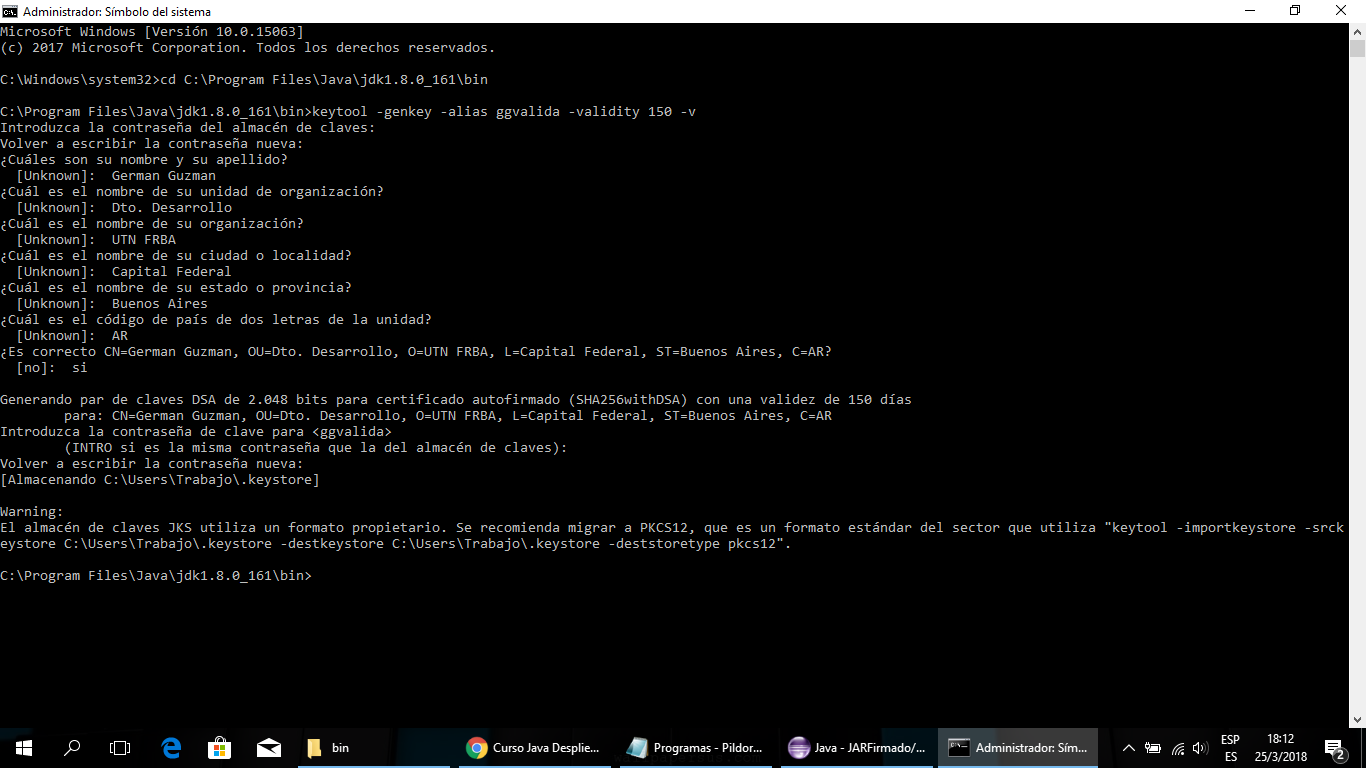 Administrador: Símbolo del sistema
Microsoft Windows [Versión 10.0.15063]
(c) 2017 Microsoft Corporation. Todos los derechos reservados.
C:\Windows\system32>cd C:\Program Files\Java\jdk1.8.0_161\bin
C:\Program Files\Java\jdk1.8.0_161\bin>keytool -genkey -alias ggvalida -validity 150 -v
Introduzca la contraseña del almacén de claves:
Volver a escribir la contraseña nueva:
¿Cuáles son su nombre y su apellido?
[Unknown]:  German Guzman
¿Cuál es el nombre de su unidad de organización?
[Unknown]:  Dto. Desarrollo
¿Cuál es el nombre de su organización?
[Unknown]:  UTN FRBA
¿Cuál es el nombre de su ciudad o localidad?
[Unknown]:  Capital Federal
¿Cuál es el nombre de su estado o provincia?
[Unknown]:  Buenos Aires
¿Cuál es el código de país de dos letras de la unidad?
[Unknown]:  AR
¿Es correcto CN=German Guzman, OU=Dto. Desarrollo, O=UTN FRBA, L=Capital Federal, ST=Buenos Aires, C=AR?
[no]:  si
Generando par de claves DSA de 2.048 bits para certificado autofirmado (SHA256withDSA) con una validez de 150 días
para: CN=German Guzman, OU=Dto. Desarrollo, O=UTN FRBA, L=Capital Federal, ST=Buenos Aires, C=AR
Introduzca la contraseña de clave para <ggvalida>
(INTRO si es la misma contraseña que la del almacén de claves):
Volver a escribir la contraseña nueva:
[Almacenando C:\Users\Trabajo\.keystore]
Warning:
El almacén de claves JKS utiliza un formato propietario. Se recomienda migrar a PKCS12, que es un formato estándar del sector que utiliza "keytool -importkeystore -srck
eystore C:\Users\Trabajo\.keystore -destkeystore C:\Users\Trabajo\.keystore -deststoretype pkcs12".
C:\Program Files\Java\jdk1.8.0_161\bin>
bin
Curso Java Desplie...
Programas - Pildor...
Java - JARFirmado/...
Administrador: Sím...
ESP
ES
18:12
25/3/2018
2